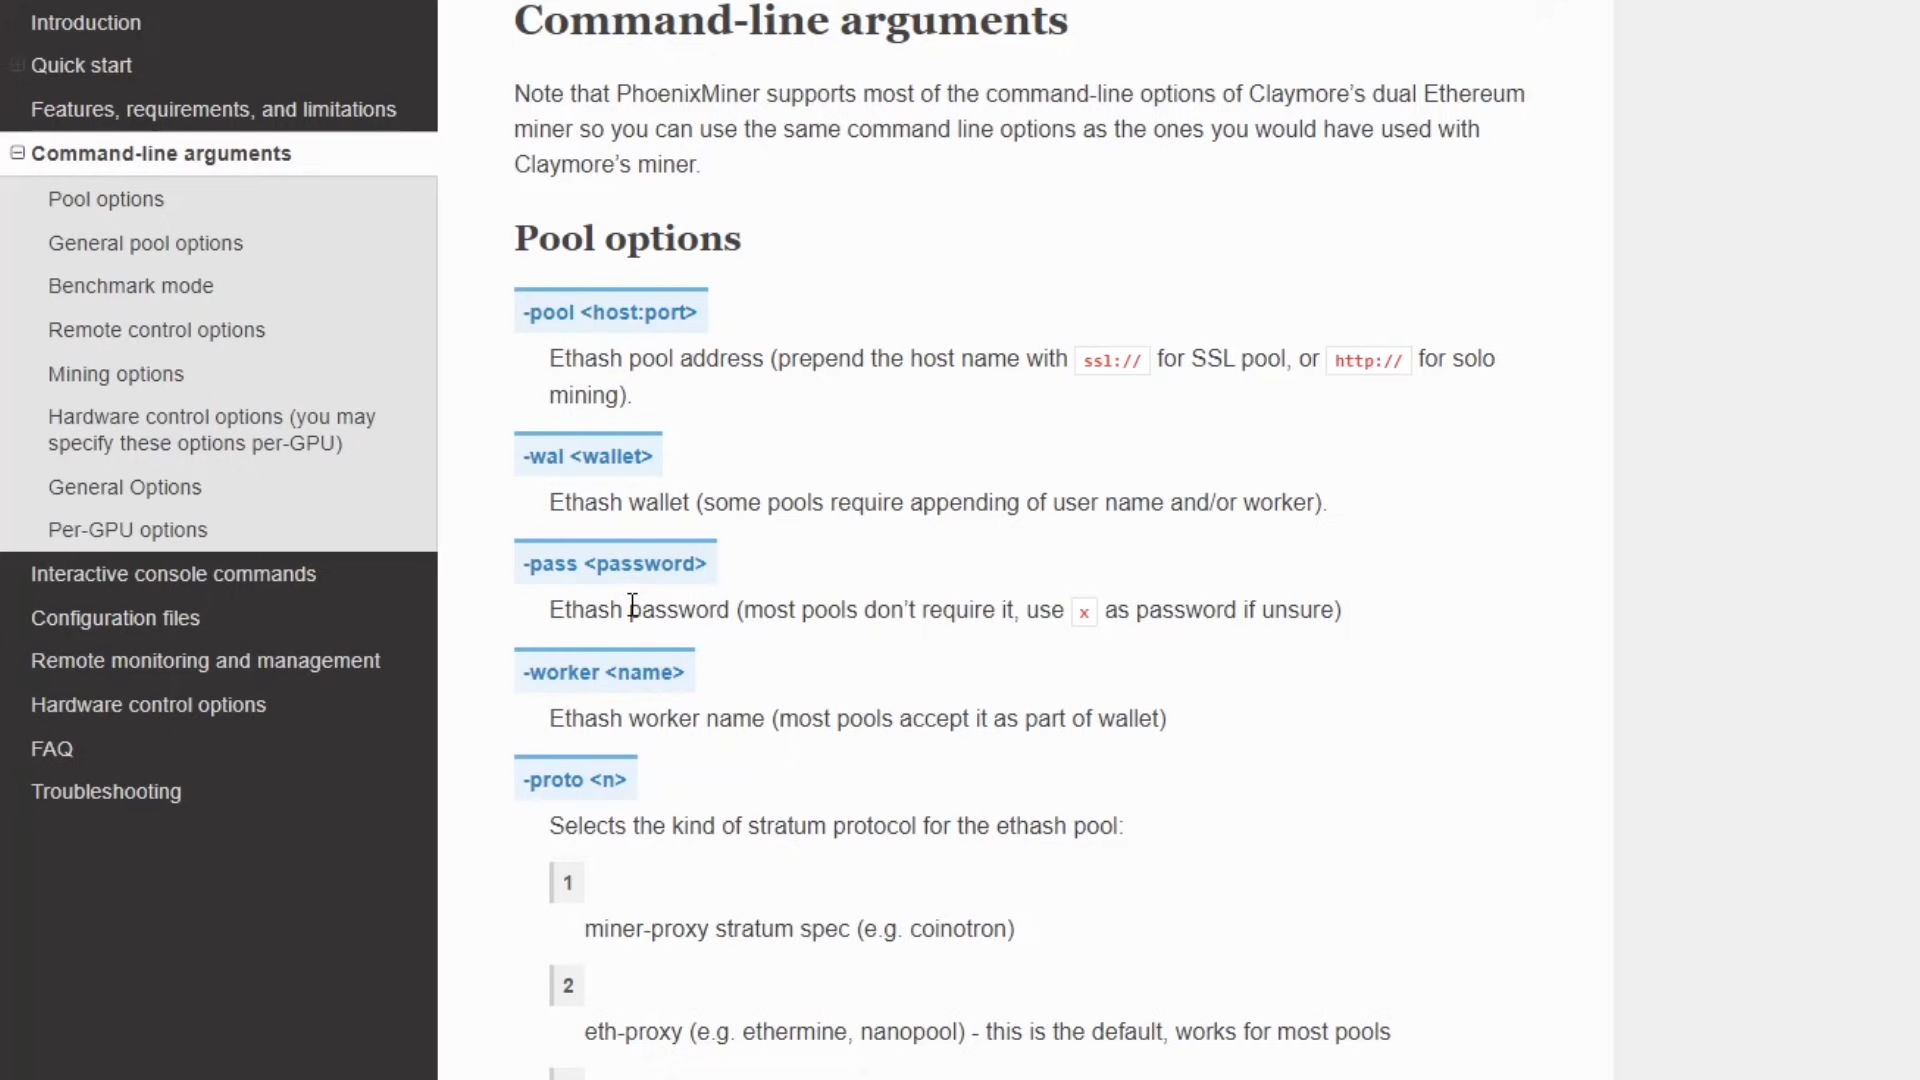 Introduction
Quick start
Features, requirements, and limitations
Command-line arguments
Pool options
General pool options
Benchmark mode
Remote control options
Mining options
Hardware control options (you may
specify these options per-GPU)
General Options
Per-GPU options
Interactive console commands
Configuration files
Remote monitoring and management
Hardware control options
FAQ
Troubleshooting
Command-line arguments
Note that PhoenixMiner supports most of the command-line options of Claymore’s dual Ethereum
miner so you can use the same command line options as the ones you would have used with
Claymore’s miner.
Pool options
-pool <host:port>
Ethash pool address (prepend the host name with ssl:// for SSL pool, or http:// for solo
mining).
-wal <wallet>
Ethash wallet (some pools require appending of user name and/or worker).
-pass <password>
Ethash password (most pools don’t require it, use x as password if unsure)
-worker <name>
Ethash worker name (most pools accept it as part of wallet)
-proto <n>
Selects the kind of stratum protocol for the ethash pool:
1
miner-proxy stratum spec (e.g. coinotron)
2
eth-proxy (e.g. ethermine, nanopool) - this is the default, works for most pools